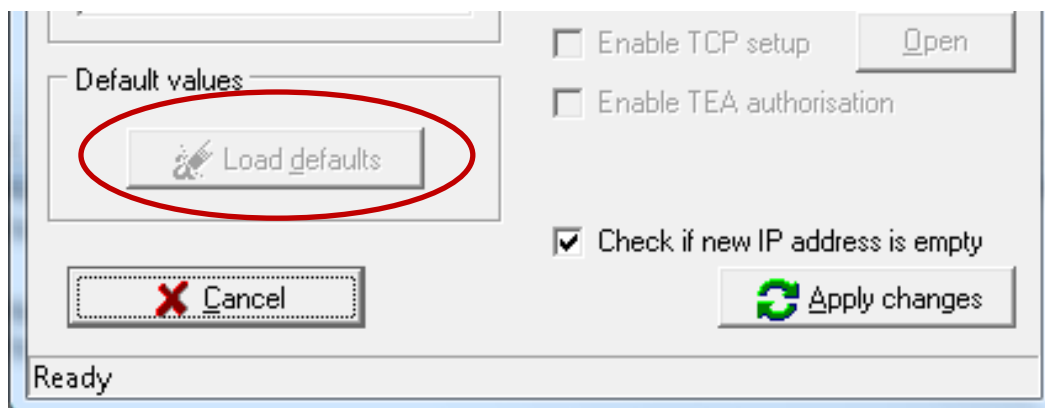 Enable TCP setup
Open
Default values
Enable TEA authorisation
Load defaults
Check if new IP address is empty
Cancel
Apply changes
Ready